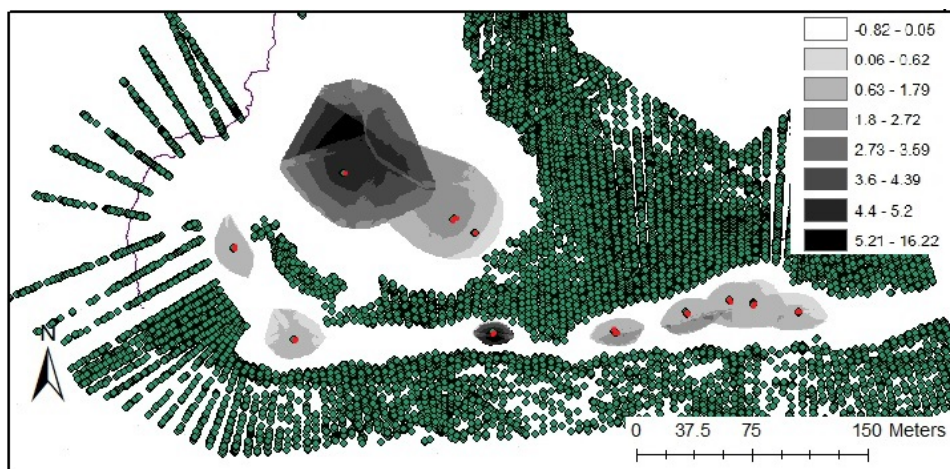 -0.82 - 0.05
0.06 - 0.62
0.63 - 1.79
1.8 - 2.72
2.73 - 3.59
3.6 - 4.39
4.4 - 5.2
5.21 - 16.22
N
0 37.5 75 150 Meters